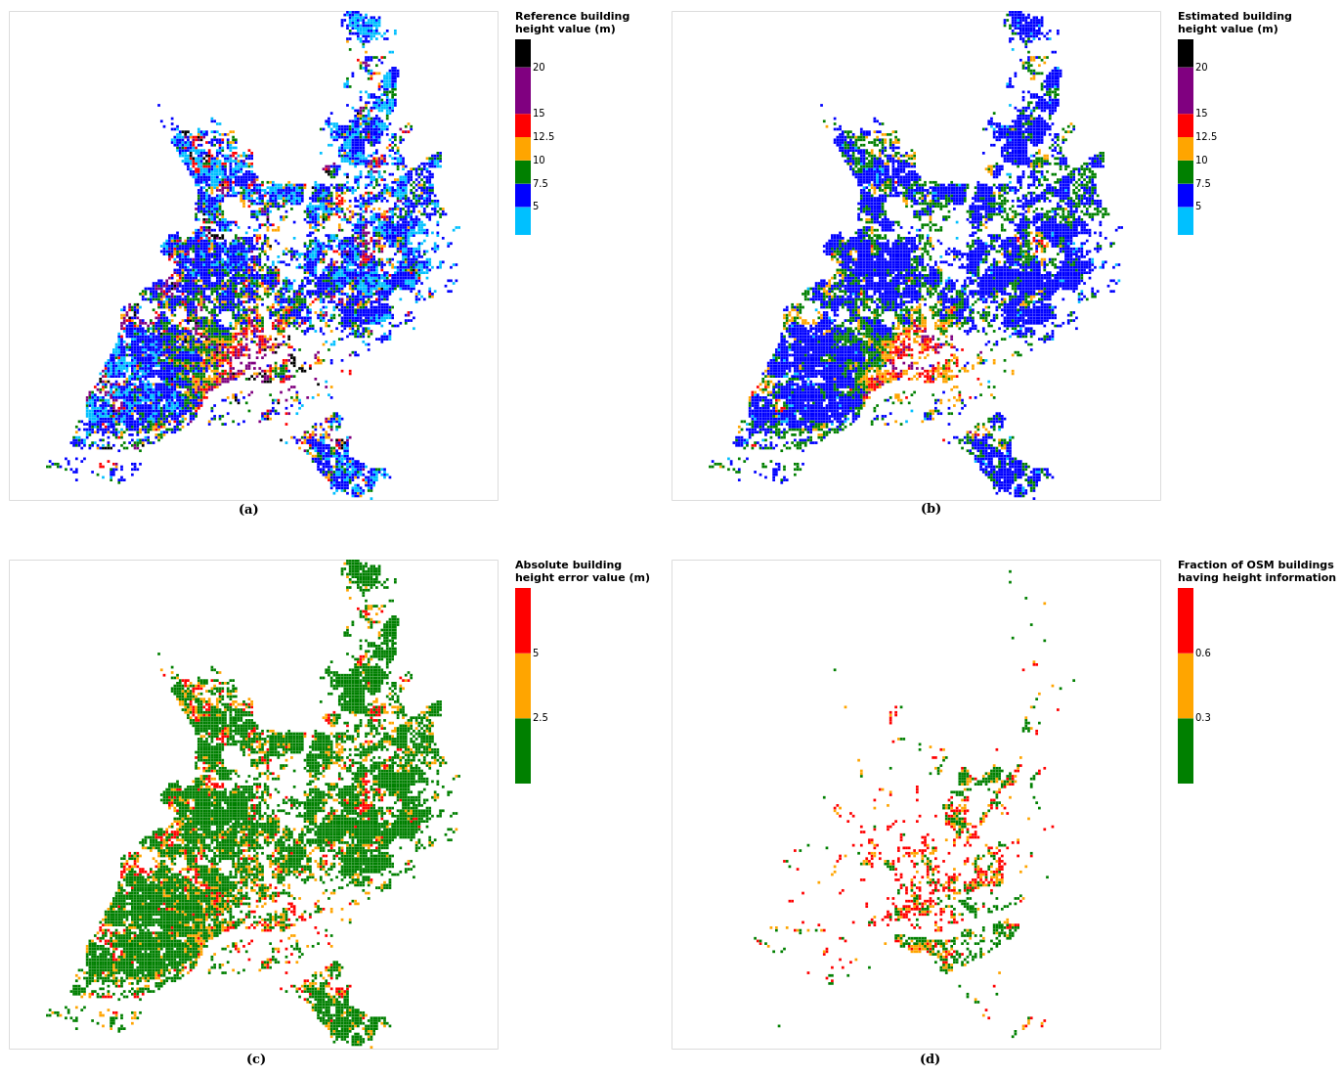 Reference building
height value (m)
20
15
12.5
10
7.5
5
(a)
Estimated building
height value (m)
20
15
12.5
10
7.5
5
(b)
Absolute building
height error value (m)
5
2.5
(c)
Fraction of OSM buildings
having height information
0.6
0.3
(d)